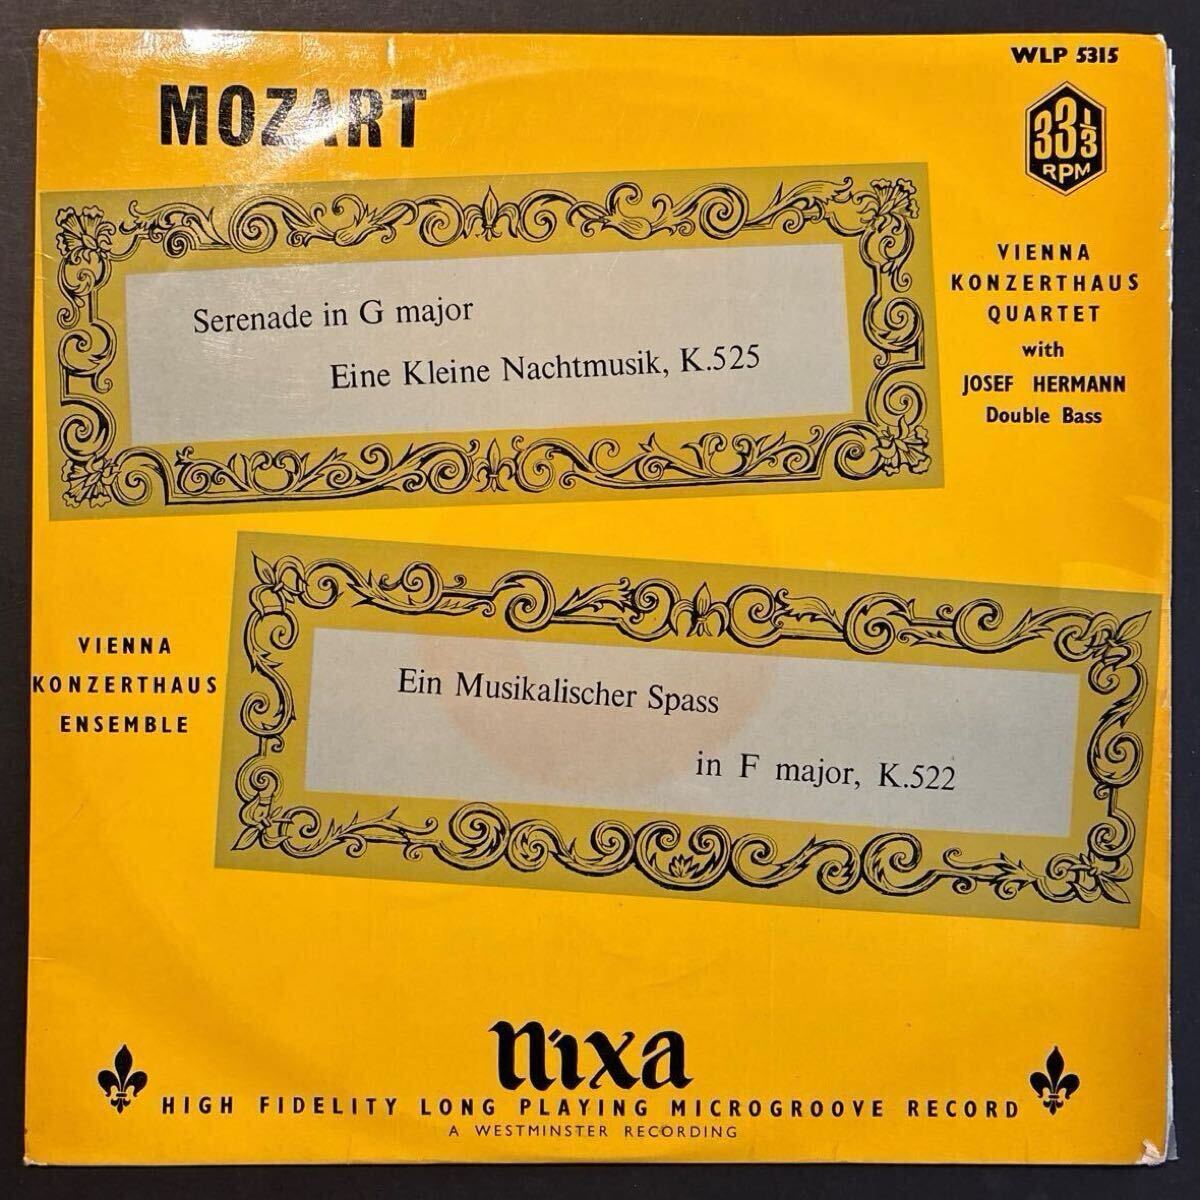 WLP 5315
MOZART
33 1/3
RPM
VIENNA
KONZERTHAUS
QUARTET
with
JOSEF HERMANN
Double Bass
Serenade in G major
Eine Kleine Nachtmusik, K.525
VIENNA
KONZERTHAUS
ENSEMBLE
Ein Musikalischer Spass
in F major, K.522
nixa
HIGH FIDELITY LONG PLAYING MICROGROOVE RECORD
A WESTMINSTER RECORDING